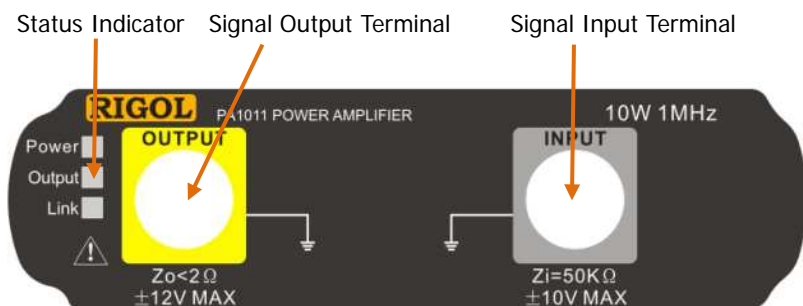 Status Indicator
Signal Output Terminal
Signal Input Terminal
RIGOL
PA1011 POWER AMPLIFIER
10W 1MHz
Power
Output
Link
OUTPUT
INPUT
Zo<2Ω
±12V MAX
Zi=50KΩ
±10V MAX